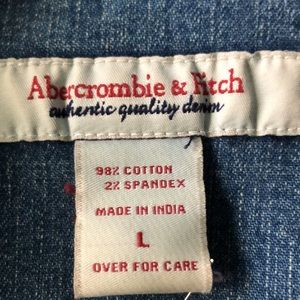 Abercrombie & Fitch
authentic quality denim
98% COTTON
2% SPANDEX
MADE IN INDIA
L
OVER FOR CARE